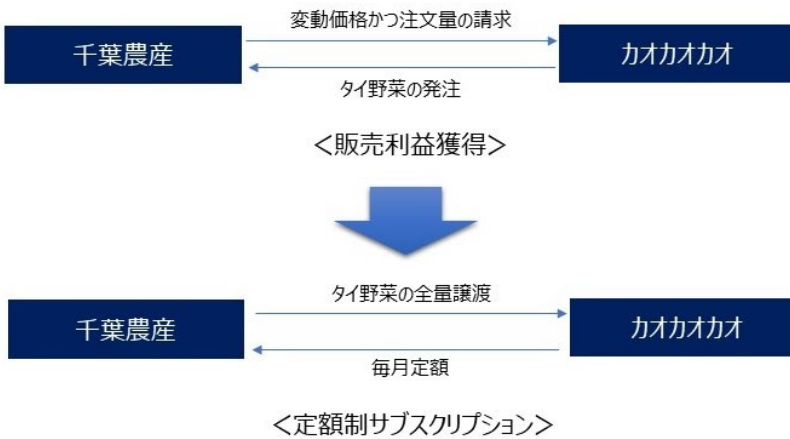 変動価格かつ注文量の請求
千葉農産
カオカオカオ
タイ野菜の発注
＜販売利益獲得＞
タイ野菜の全量譲渡
千葉農産
カオカオカオ
毎月定額
＜定額制サブスクリプション＞